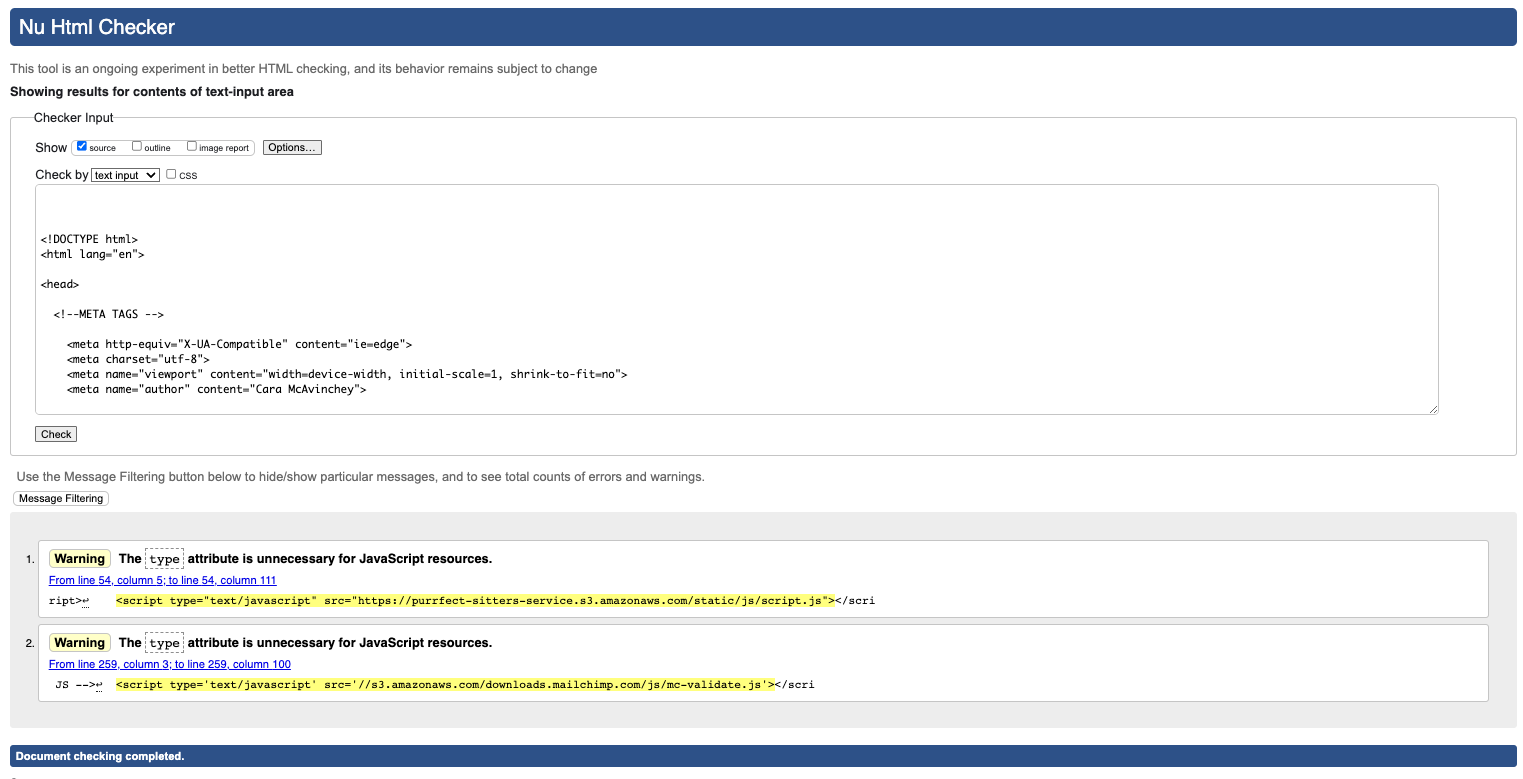 Nu Html Checker
This tool is an ongoing experiment in better HTML checking, and its behavior remains subject to change
Showing results for contents of text-input area
Checker Input
Show source outline image report Options...
Check by text input css
<!DOCTYPE html>
<html lang="en">
<head>
<!--META TAGS -->
<meta http-equiv="X-UA-Compatible" content="ie=edge">
<meta charset="utf-8">
<meta name="viewport" content="width=device-width, initial-scale=1, shrink-to-fit=no">
<meta name="author" content="Cara McAvinchey">
Check
Use the Message Filtering button below to hide/show particular messages, and to see total counts of errors and warnings.
Message Filtering
1. Warning The type attribute is unnecessary for JavaScript resources.
From line 54, column 5; to line 54, column 111
ript>↩ <script type="text/javascript" src="https://purrfect-sitters-service.s3.amazonaws.com/static/js/script.js"></scri
2. Warning The type attribute is unnecessary for JavaScript resources.
From line 259, column 3; to line 259, column 100
JS -->↩ <script type='text/javascript' src='//s3.amazonaws.com/downloads.mailchimp.com/js/mc-validate.js'></scri
Document checking completed.